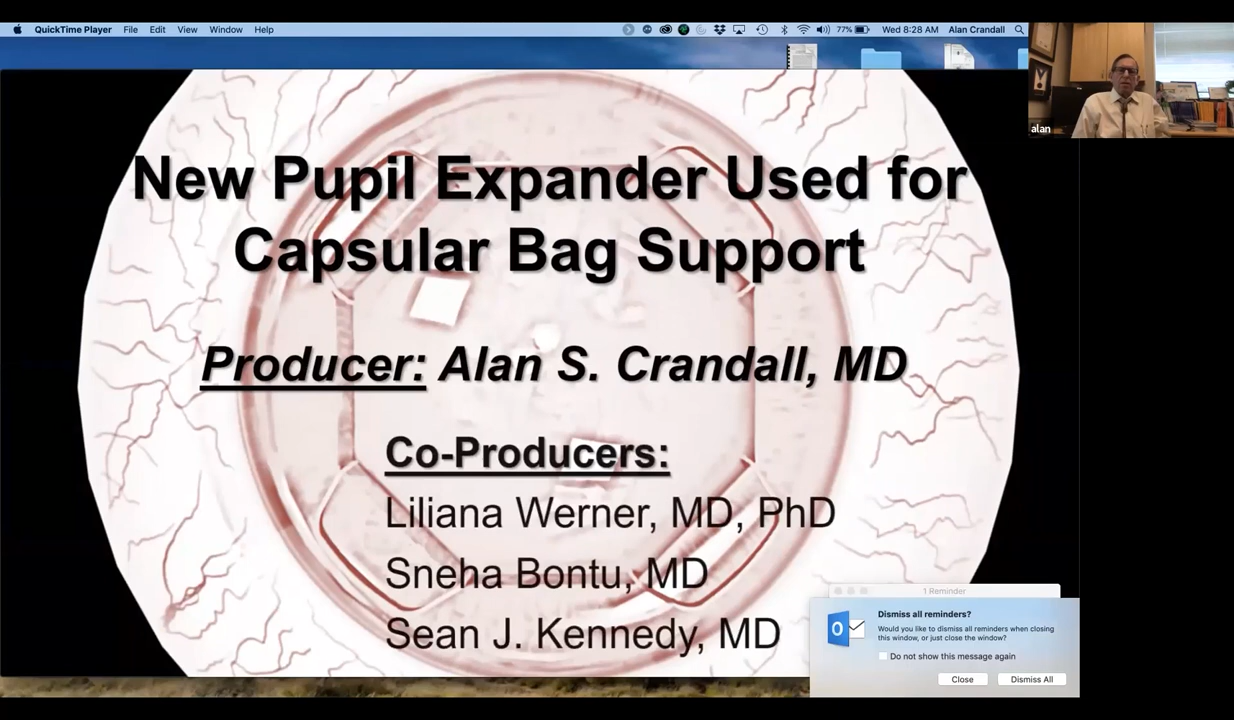 QuickTime Player File Edit View Window Help 77% Wed 8:28 AM Alan Crandall
alan
New Pupil Expander Used for
Capsular Bag Support
Producer: Alan S. Crandall, MD
Co-Producers:
Liliana Werner, MD, PhD
Sneha Bontu, MD
Sean J. Kennedy, MD
1 Reminder
Dismiss all reminders?
Would you like to dismiss all reminders when closing
this window, or just close the window?
Do not show this message again
Close Dismiss All